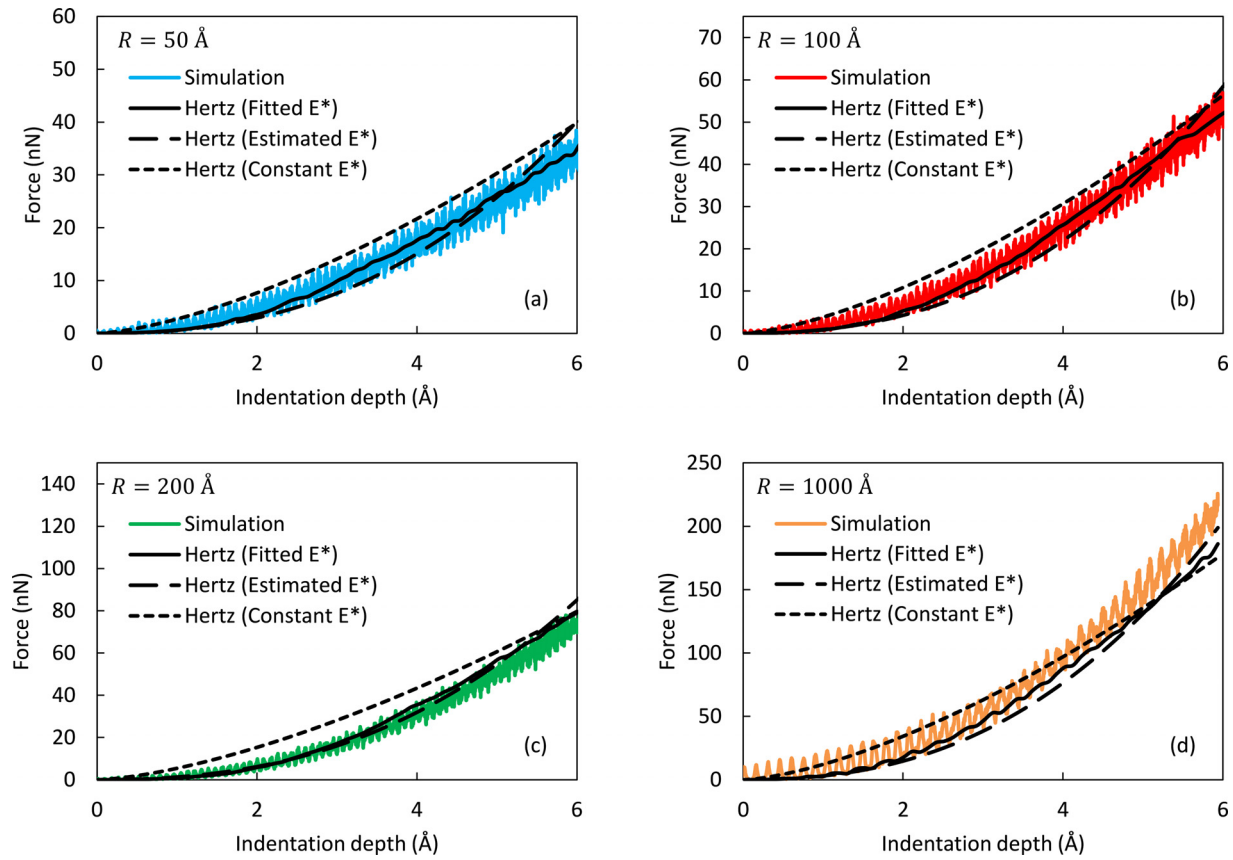 R = 50 Å
Simulation
Hertz (Fitted E*)
Hertz (Estimated E*)
Hertz (Constant E*)
(a)
60
50
40
30
20
10
0
0
2
4
6
Force (nN)
Indentation depth (Å)
R = 100 Å
Simulation
Hertz (Fitted E*)
Hertz (Estimated E*)
Hertz (Constant E*)
(b)
70
60
50
40
30
20
10
0
0
2
4
6
Force (nN)
Indentation depth (Å)
R = 200 Å
Simulation
Hertz (Fitted E*)
Hertz (Estimated E*)
Hertz (Constant E*)
(c)
140
120
100
80
60
40
20
0
0
2
4
6
Force (nN)
Indentation depth (Å)
R = 1000 Å
Simulation
Hertz (Fitted E*)
Hertz (Estimated E*)
Hertz (Constant E*)
(d)
250
200
150
100
50
0
0
2
4
6
Force (nN)
Indentation depth (Å)